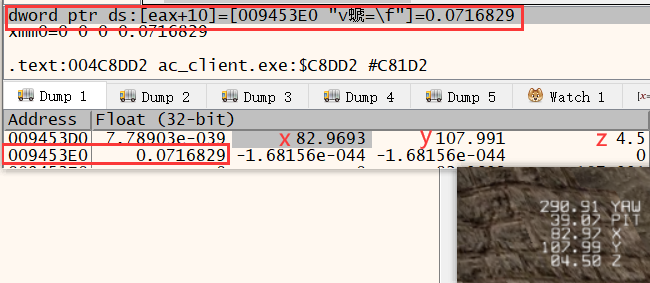 dword ptr ds:[eax+10]=[009453E0 "v螔=\f"]=0.0716829
xmm0=0 0 0 0.0716829
.text:004C8DD2 ac_client.exe:$C8DD2 #C81D2
Dump 1 Dump 2 Dump 3 Dump 4 Dump 5 Watch 1 [x=
Address Float (32-bit)
009453D0 7.78903e-039 x 82.9693 y 107.991 z 4.5
009453E0 0.0716829 -1.68156e-044 -1.68156e-044 0
290.91 YAW
39.07 PIT
82.97 X
107.99 Y
04.50 Z